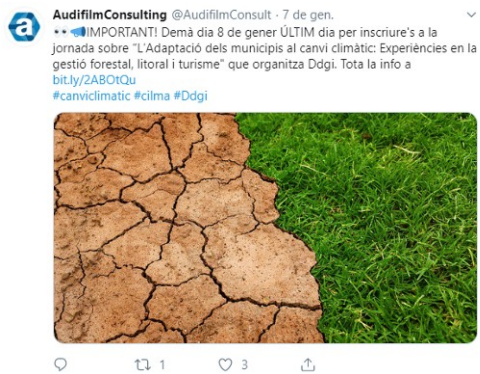 AudifilmConsulting @AudifilmConsult · 7 de gen.
👀📢IMPORTANT! Demà dia 8 de gener ÚLTIM dia per inscriure's a la
jornada sobre "L'Adaptació dels municipis al canvi climàtic: Experiències en la
gestió forestal, litoral i turisme" que organitza Ddgi. Tota la info a
bit.ly/2ABOtQu
#canviclimatic #cilma #Ddgi
1 3